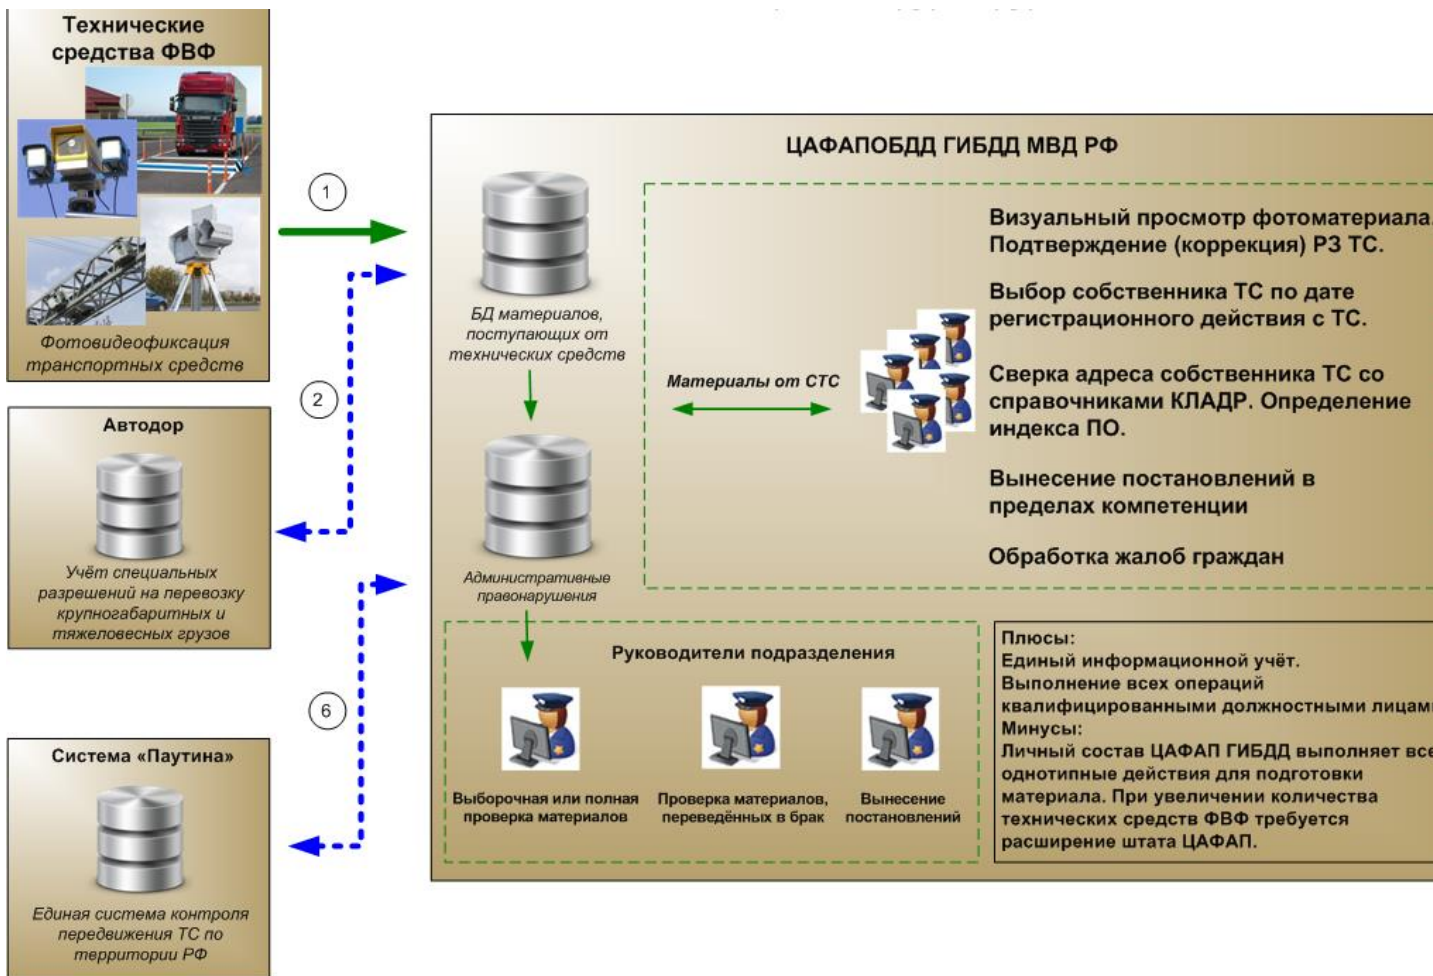 Технические
средства ФВФ
Фотовидеофиксация
транспортных средств
1
2
6
Автодор
Учёт специальных
разрешений на перевозку
крупногабаритных и
тяжеловесных грузов
Система «Паутина»
Единая система контроля
передвижения ТС по
территории РФ
ЦАФАПОБДД ГИБДД МВД РФ
БД материалов,
поступающих от
технических средств
Административные
правонарушения
Материалы от СТС
Визуальный просмотр фотоматериала.
Подтверждение (коррекция) РЗ ТС.
Выбор собственника ТС по дате
регистрационного действия с ТС.
Сверка адреса собственника ТС со
справочниками КЛАДР. Определение
индекса ПО.
Вынесение постановлений в
пределах компетенции
Обработка жалоб граждан
Руководители подразделения
Выборочная или полная
проверка материалов
Проверка материалов,
переведённых в брак
Вынесение
постановлений
Плюсы:
Единый информационной учёт.
Выполнение всех операций
квалифицированными должностными лицами
Минусы:
Личный состав ЦАФАП ГИБДД выполняет все
однотипные действия для подготовки
материала. При увеличении количества
технических средств ФВФ требуется
расширение штата ЦАФАП.